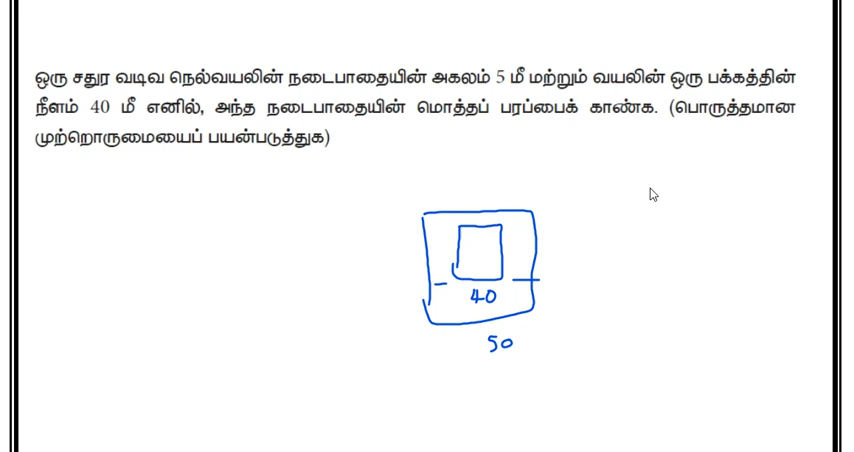 ஒரு சதுர வடிவ நெல்வயலின் நடைபாதையின் அகலம் 5 மீ மற்றும் வயலின் ஒரு பக்கத்தின்
நீளம் 40 மீ எனில், அந்த நடைபாதையின் மொத்தப் பரப்பைக் காண்க. (பொருத்தமான
முற்றொருமையைப் பயன்படுத்துக)
40
50